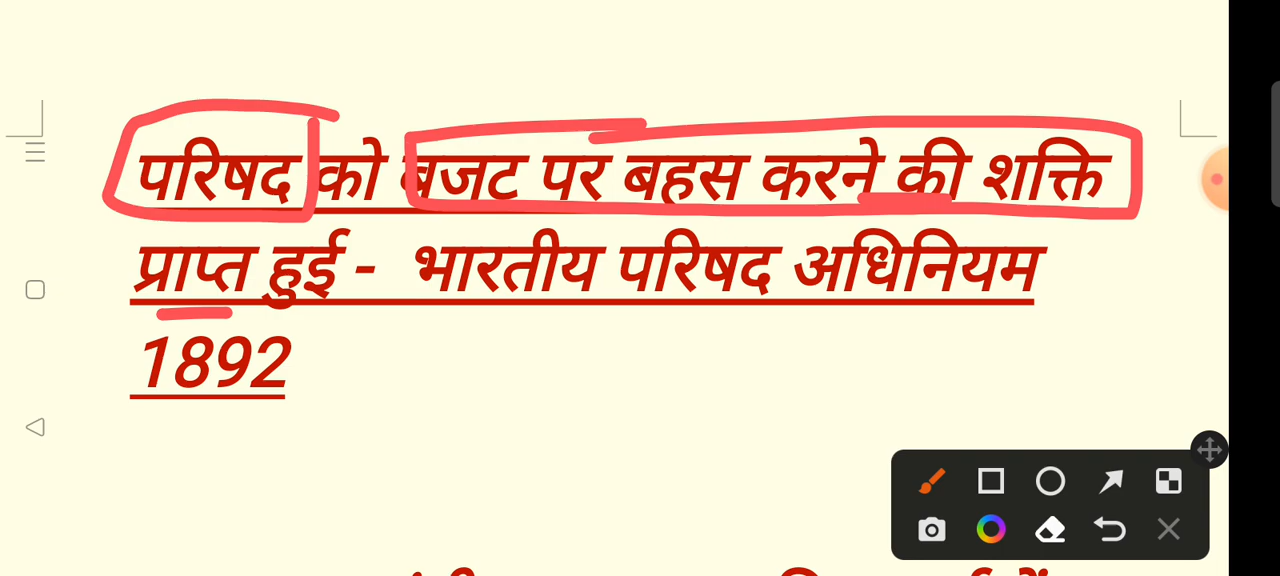 परिषद को बजट पर बहस करने की शक्ति
प्राप्त हुई - भारतीय परिषद अधिनियम
1892